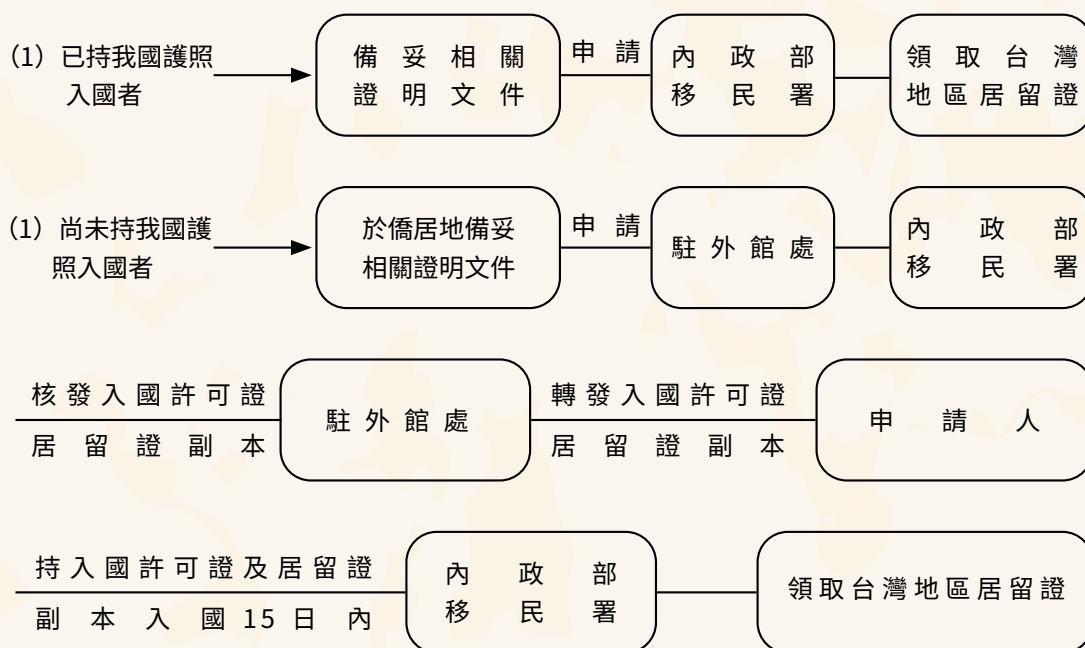 (1) 已持我國護照
入國者
備妥相關
證明文件
申請
內政部
移民署
領取台灣
地區居留證
(1) 尚未持我國護
照入國者
於僑居地備妥
相關證明文件
申請
駐外館處
內政部
移民署
核發入國許可證
居留證副本
駐外館處
轉發入國許可證
居留證副本
申請人
持入國許可證及居留證
副本入國15日內
內政部
移民署
領取台灣地區居留證